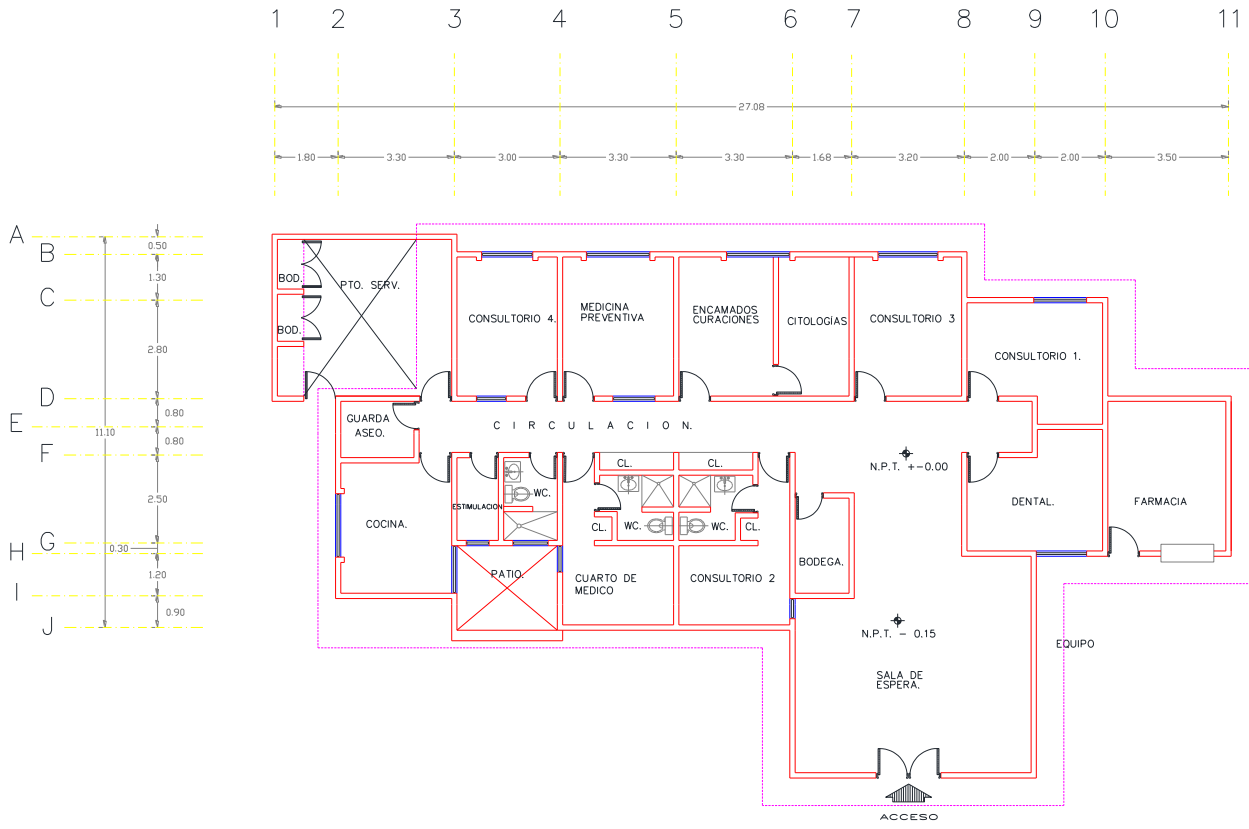 1 2 3 4 5 6 7 8 9 10 11
27.08
1.80 3.30 3.00 3.30 3.30 1.68 3.20 2.00 2.00 3.50
A
B
C
D
E
F
G
H
I
J
0.50
1.30
2.80
0.80
11.10
0.80
2.50
0.30
1.20
0.90
BOD.
PTO. SERV.
BOD.
CONSULTORIO 4.
MEDICINA
PREVENTIVA
ENCAMADOS
CURACIONES
CITOLOGÍAS
CONSULTORIO 3
CONSULTORIO 1.
GUARDA
ASEO.
CIRCULACION.
N.P.T. +-0.00
CL.
CL.
COCINA.
ESTIMULACION
WC.
CL.
WC.
WC.
CL.
DENTAL.
FARMACIA
PATIO.
CUARTO DE
MEDICO
CONSULTORIO 2
BODEGA.
N.P.T. - 0.15
EQUIPO
SALA DE
ESPERA.
ACCESO